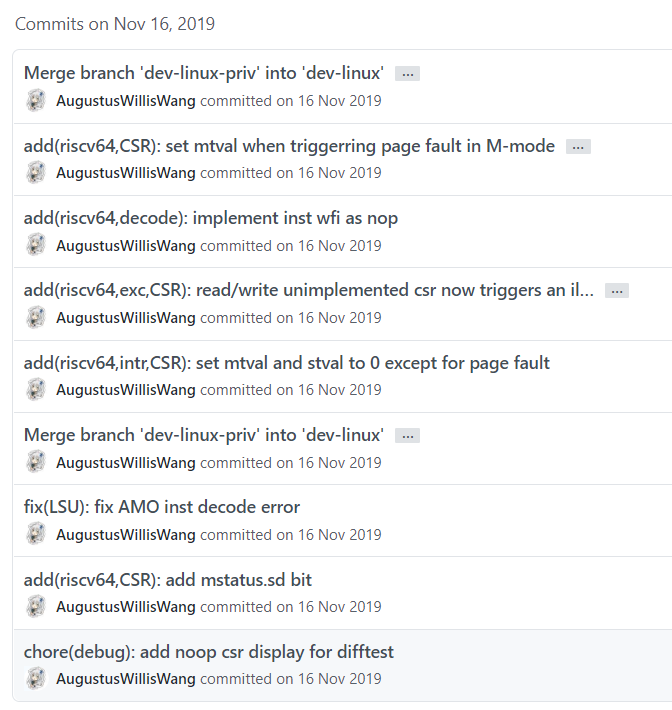 Commits on Nov 16, 2019
Merge branch 'dev-linux-priv' into 'dev-linux' ...
AugustusWillisWang committed on 16 Nov 2019
add(riscv64,CSR): set mtval when triggerring page fault in M-mode ...
AugustusWillisWang committed on 16 Nov 2019
add(riscv64,decode): implement inst wfi as nop
AugustusWillisWang committed on 16 Nov 2019
add(riscv64,exc,CSR): read/write unimplemented csr now triggers an il... ...
AugustusWillisWang committed on 16 Nov 2019
add(riscv64,intr,CSR): set mtval and stval to 0 except for page fault
AugustusWillisWang committed on 16 Nov 2019
Merge branch 'dev-linux-priv' into 'dev-linux' ...
AugustusWillisWang committed on 16 Nov 2019
fix(LSU): fix AMO inst decode error
AugustusWillisWang committed on 16 Nov 2019
add(riscv64,CSR): add mstatus.sd bit
AugustusWillisWang committed on 16 Nov 2019
chore(debug): add noop csr display for difftest
AugustusWillisWang committed on 16 Nov 2019